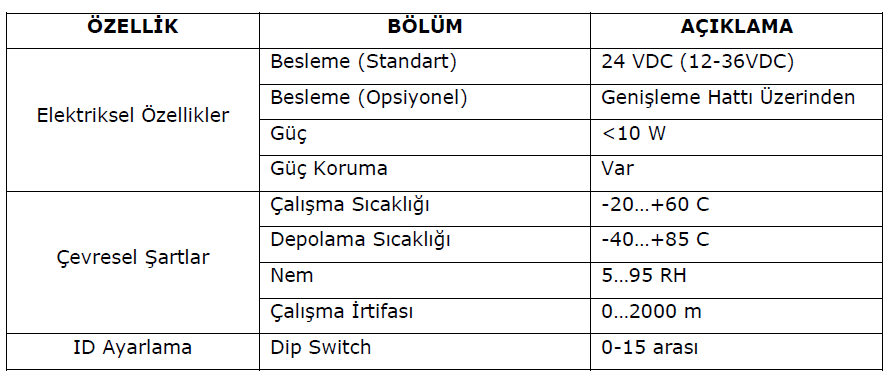 ÖZELLİK BÖLÜM AÇIKLAMA
Elektriksel Özellikler Besleme (Standart) 24 VDC (12-36VDC)
Besleme (Opsiyonel) Genişleme Hattı Üzerinden
Güç <10 W
Güç Koruma Var
Çevresel Şartlar Çalışma Sıcaklığı -20…+60 C
Depolama Sıcaklığı -40…+85 C
Nem 5…95 RH
Çalışma İrtifası 0…2000 m
ID Ayarlama Dip Switch 0-15 arası